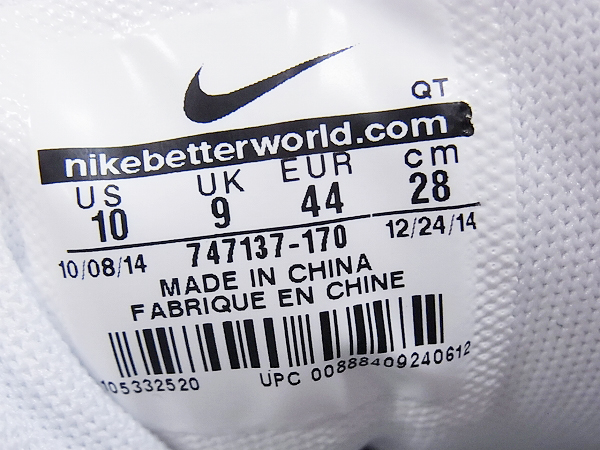 QT
nikebetterworld.com
US UK EUR cm
10 9 44 28
10/08/14 747137-170 12/24/14
MADE IN CHINA
FABRIQUE EN CHINE
105332520 UPC 00888409240612